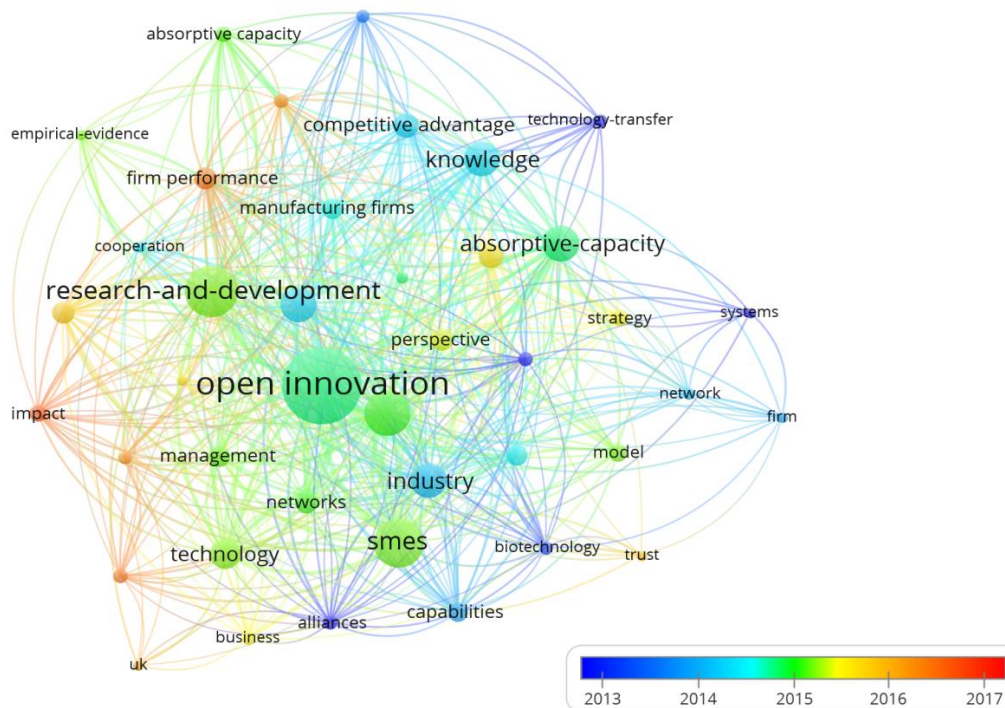 absorptive capacity
technology-transfer
competitive advantage
empirical-evidence
knowledge
firm performance
manufacturing firms
absorptive-capacity
cooperation
research-and-development
systems
strategy
perspective
open innovation
network
impact
firm
management
model
industry
networks
smes
biotechnology
technology
trust
capabilities
alliances
business
uk
2013 2014 2015 2016 2017